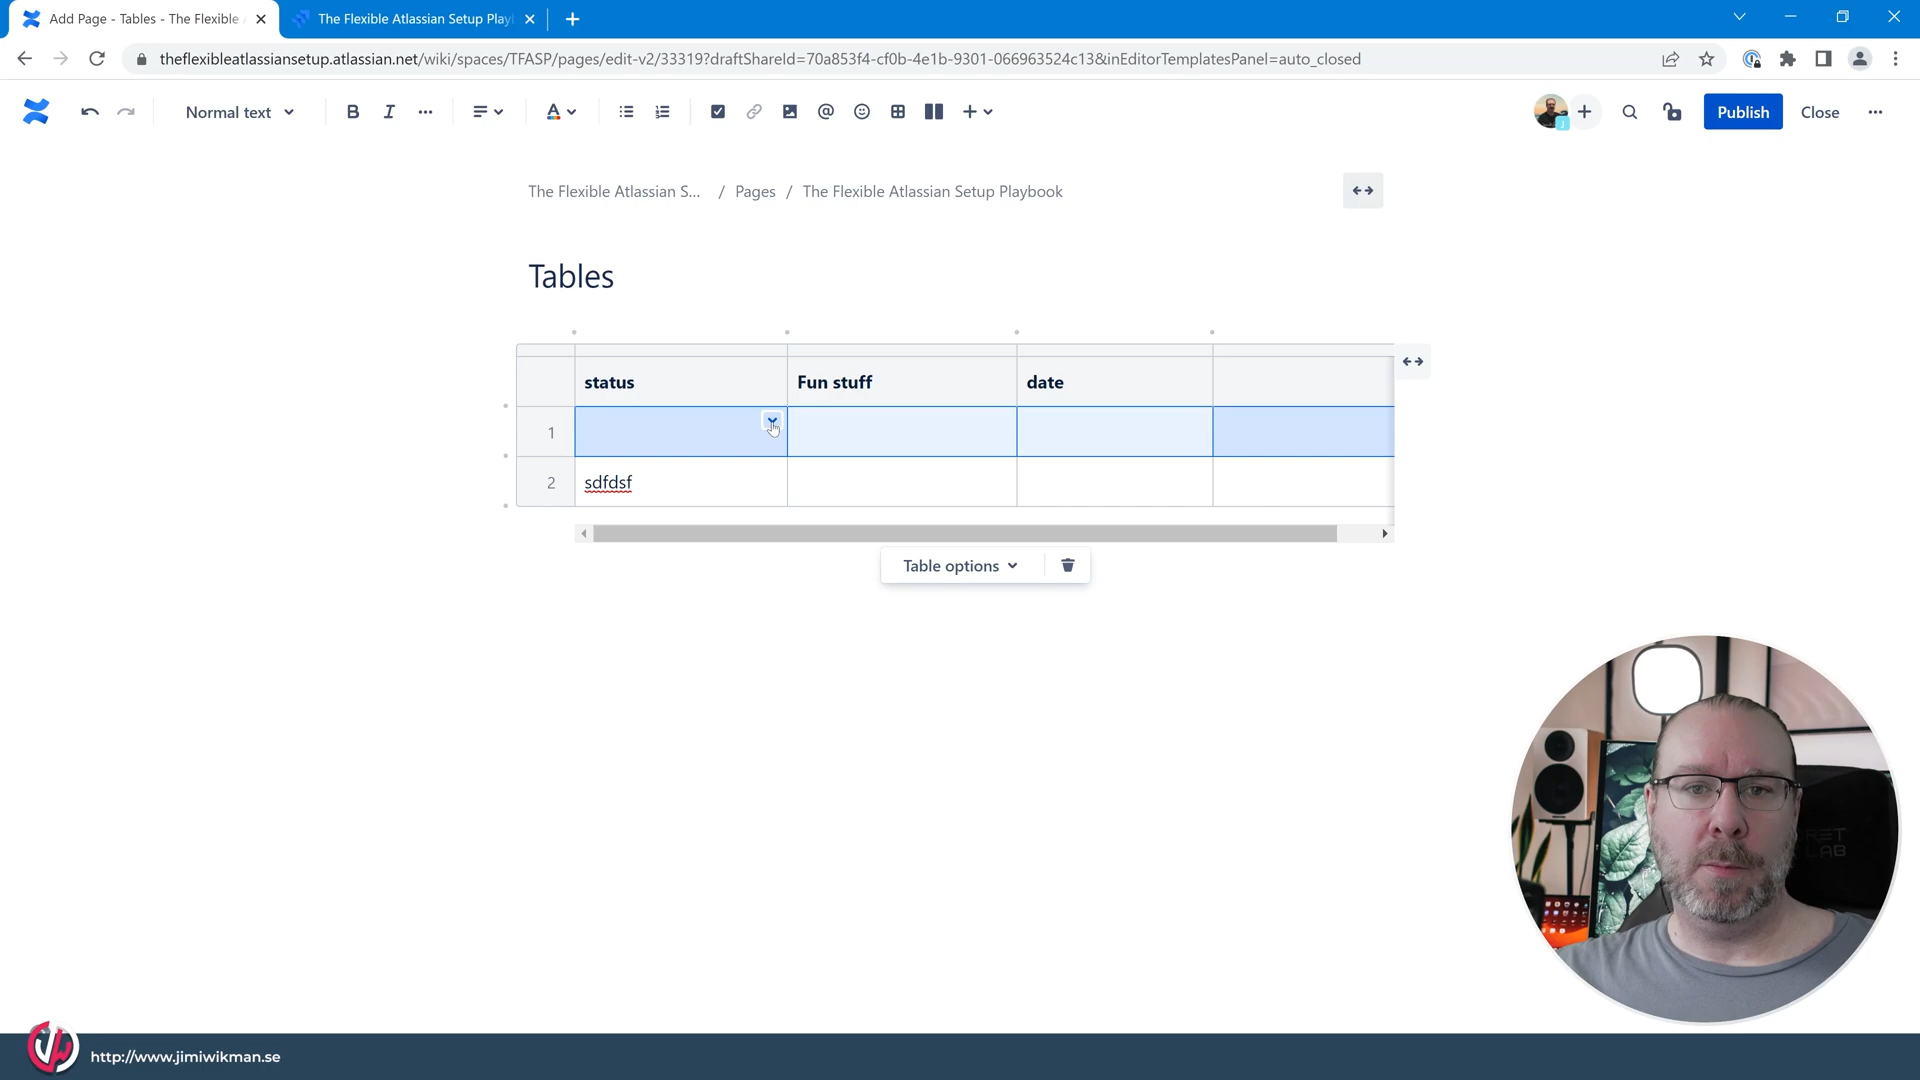 Add Page - Tables - The Flexible A
The Flexible Atlassian Setup Play
theflexibleatlassiansetup.atlassian.net/wiki/spaces/TFASP/pages/edit-v2/33319?draftShareId=70a853f4-cf0b-4e1b-9301-066963524c13&inEditorTemplatesPanel=auto_closed
Normal text B I A @ Publish Close
The Flexible Atlassian S... / Pages / The Flexible Atlassian Setup Playbook
Tables
status Fun stuff date
1
2 sdfdsf
Table options
RET
LAB
http://www.jimiwikman.se